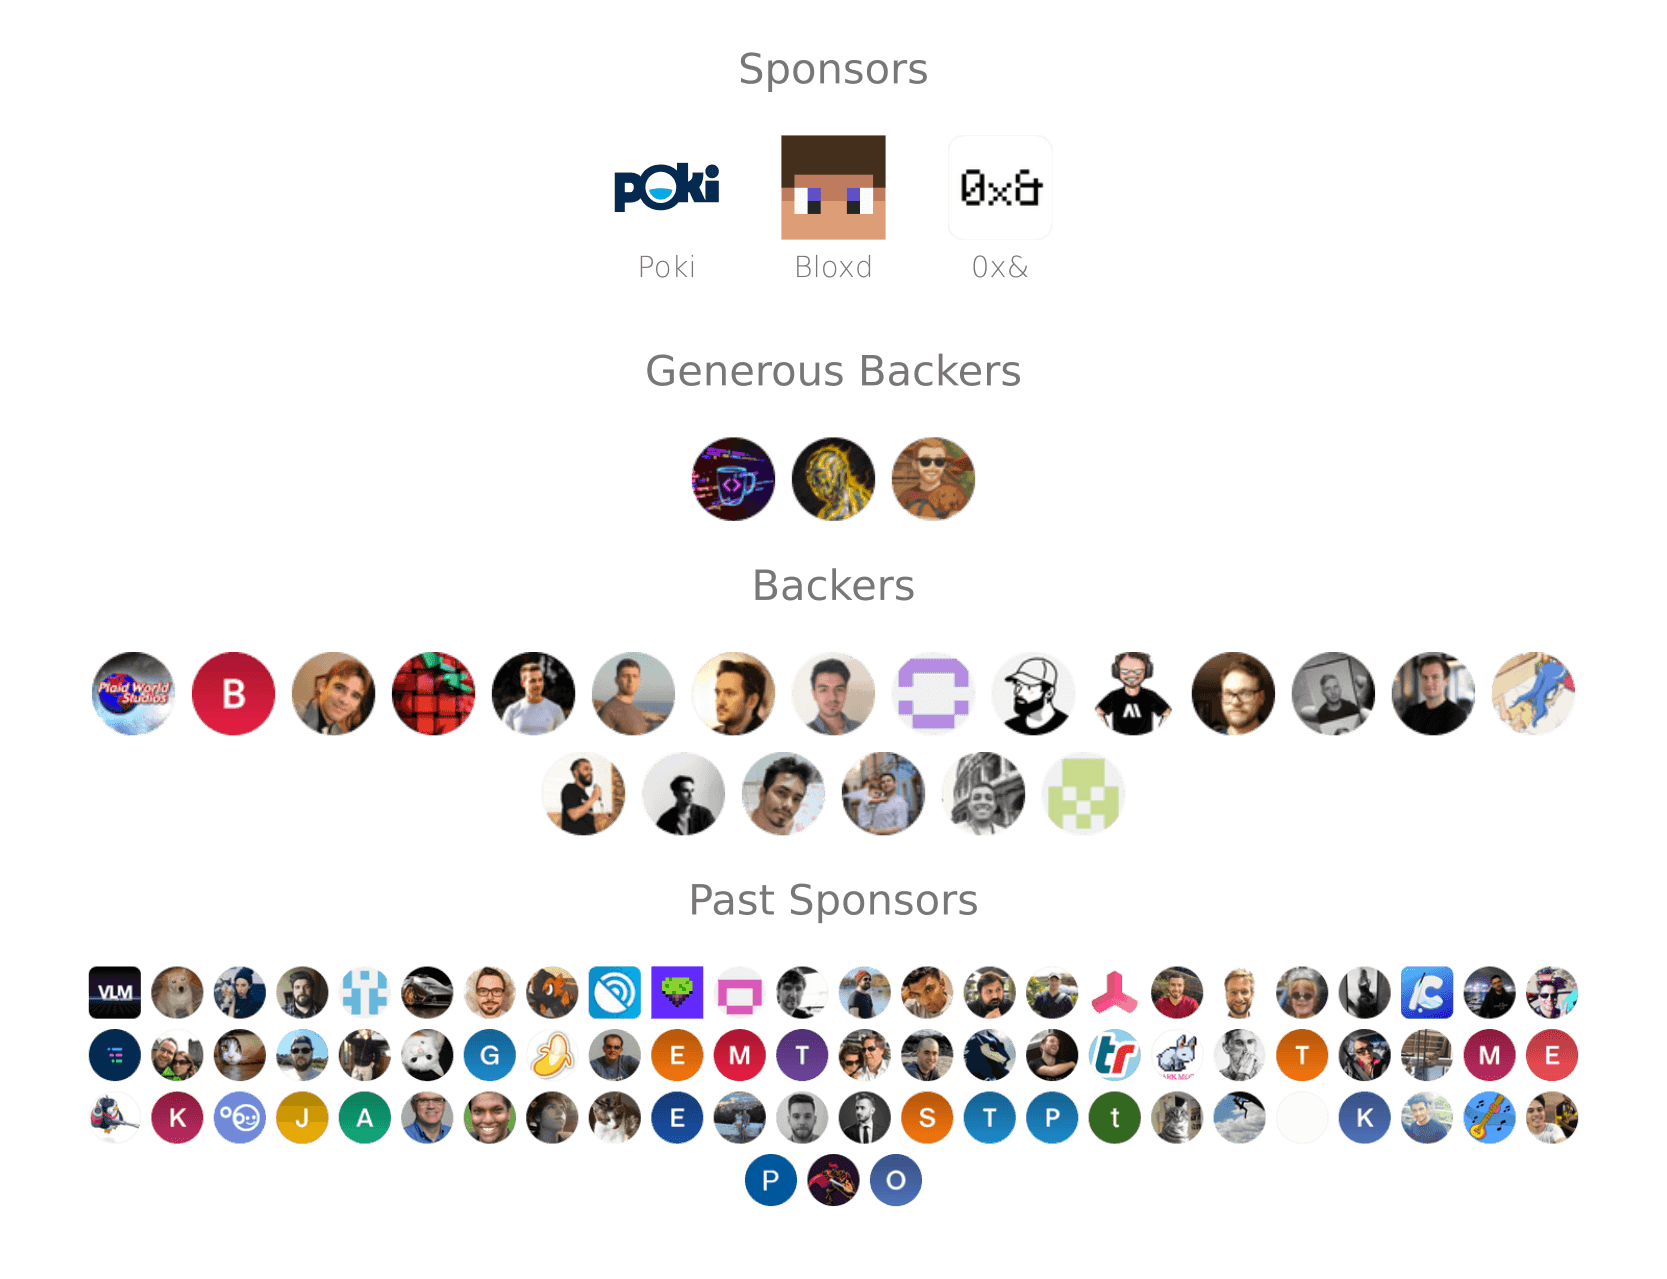 Sponsors
poki
0x&
Poki
Bloxd
0x&
Generous Backers
Backers
Plaid World
Studios
B
Past Sponsors
VLM
C
G
E
M
T
tr
T
M
E
K
J
A
E
S
T
P
t
K
P
O